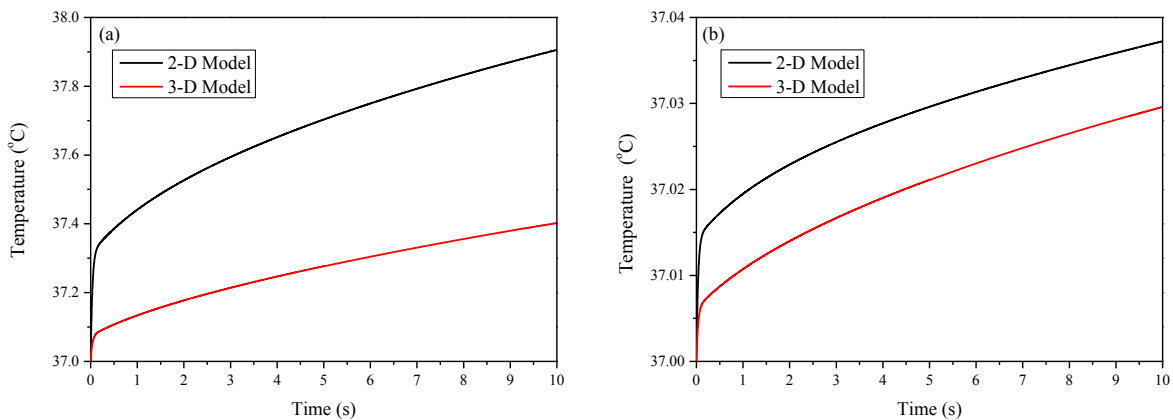 (a)
2-D Model
3-D Model
38.0
37.8
37.6
37.4
37.2
37.0
Temperature (°C)
0 1 2 3 4 5 6 7 8 9 10
Time (s)
(b)
2-D Model
3-D Model
37.04
37.03
37.02
37.01
37.00
Temperature (°C)
0 1 2 3 4 5 6 7 8 9 10
Time (s)